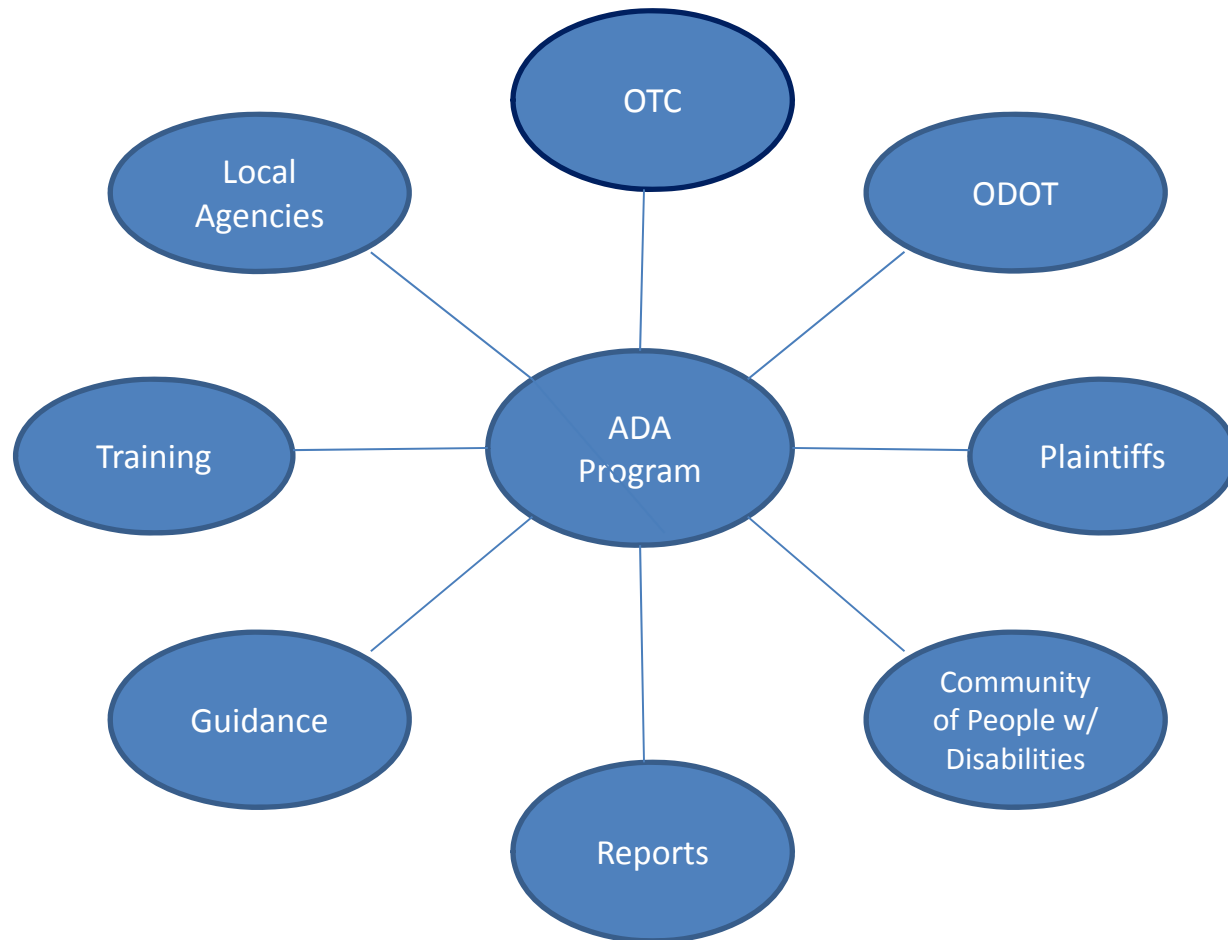 OTC
Local
Agencies
ODOT
Training
ADA
Program
Plaintiffs
Guidance
Community
of People w/
Disabilities
Reports